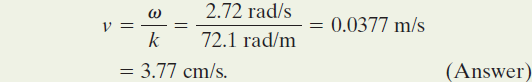 v = ω/k = 2.72 rad/s / 72.1 rad/m = 0.0377 m/s
= 3.77 cm/s. (Answer)